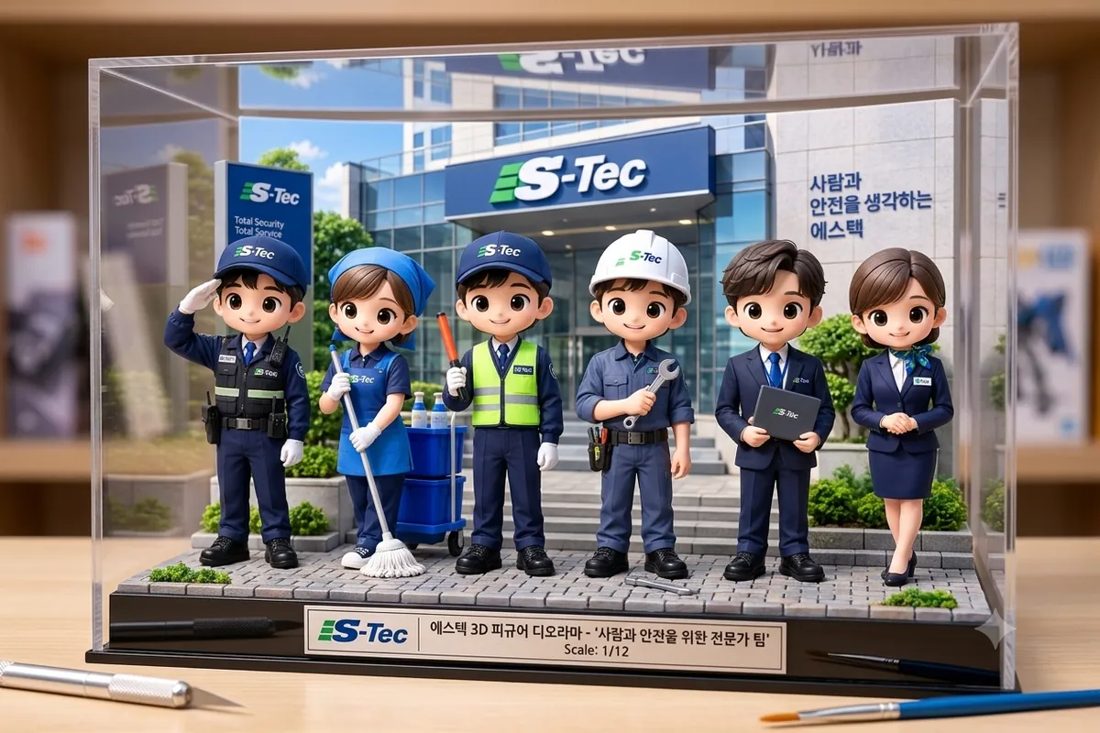 S-Tec
S-Tec
Total Security
Total Service
사람과
안전을 생각하는
에스텍
S-Tec
S-Tec
S-Tec
S-Tec
S-Tec
S-Tec
에스텍 3D 피규어 디오라마 - '사람과 안전을 위한 전문가 팀'
Scale: 1/12